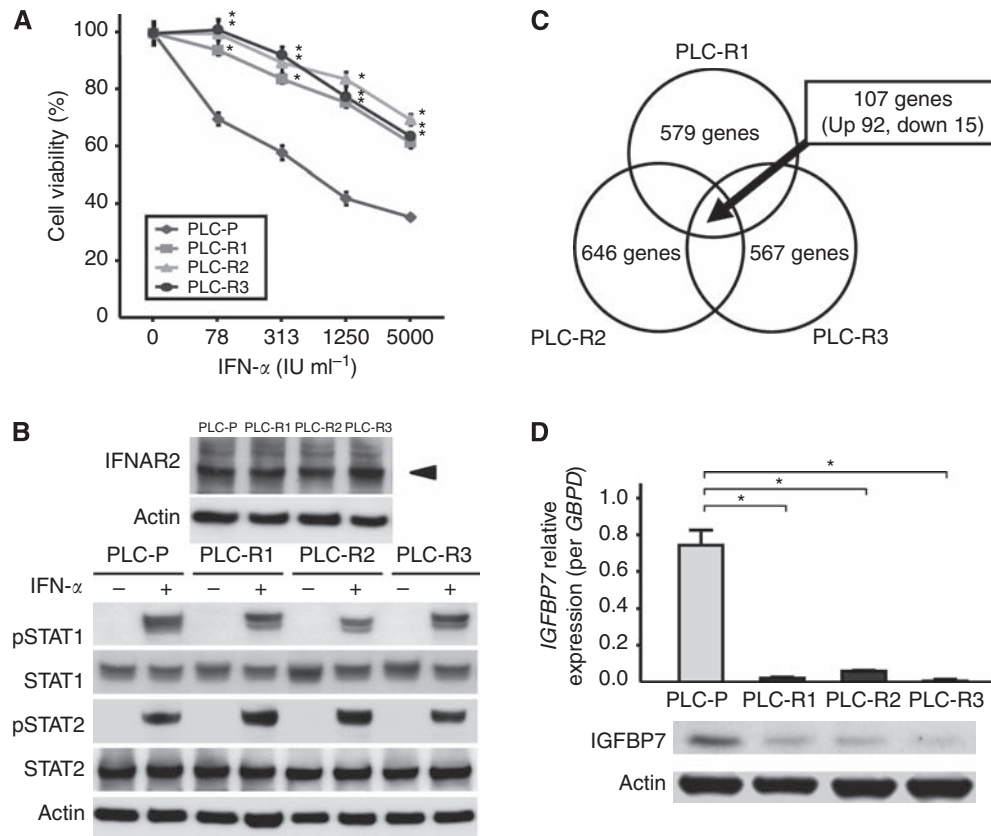 A
100
80
60
40
20
0
Cell viability (%)
PLC-P
PLC-R1
PLC-R2
PLC-R3
* *
*
* *
*
*
* *
*
* *
0 78 313 1250 5000
IFN-α (IU ml–1)
B
PLC-P PLC-R1 PLC-R2 PLC-R3
IFNAR2
Actin
PLC-P PLC-R1 PLC-R2 PLC-R3
IFN-α – + – + – + – +
pSTAT1
STAT1
pSTAT2
STAT2
Actin
C
PLC-R1
579 genes
107 genes
(Up 92, down 15)
646 genes
567 genes
PLC-R2
PLC-R3
D
*
*
*
IGFBP7 relative
expression (per GBPD)
1.0
0.8
0.6
0.4
0.2
0.0
PLC-P PLC-R1 PLC-R2 PLC-R3
IGFBP7
Actin